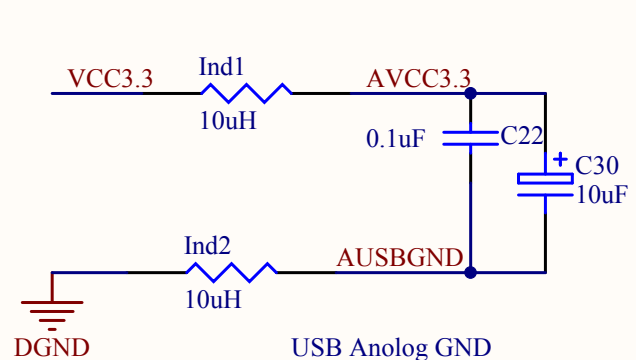 Ind1
VCC3.3
AVCC3.3
10uH
0.1uF
C22
+
C30
10uF
Ind2
AUSBGND
10uH
DGND
USB Anolog GND